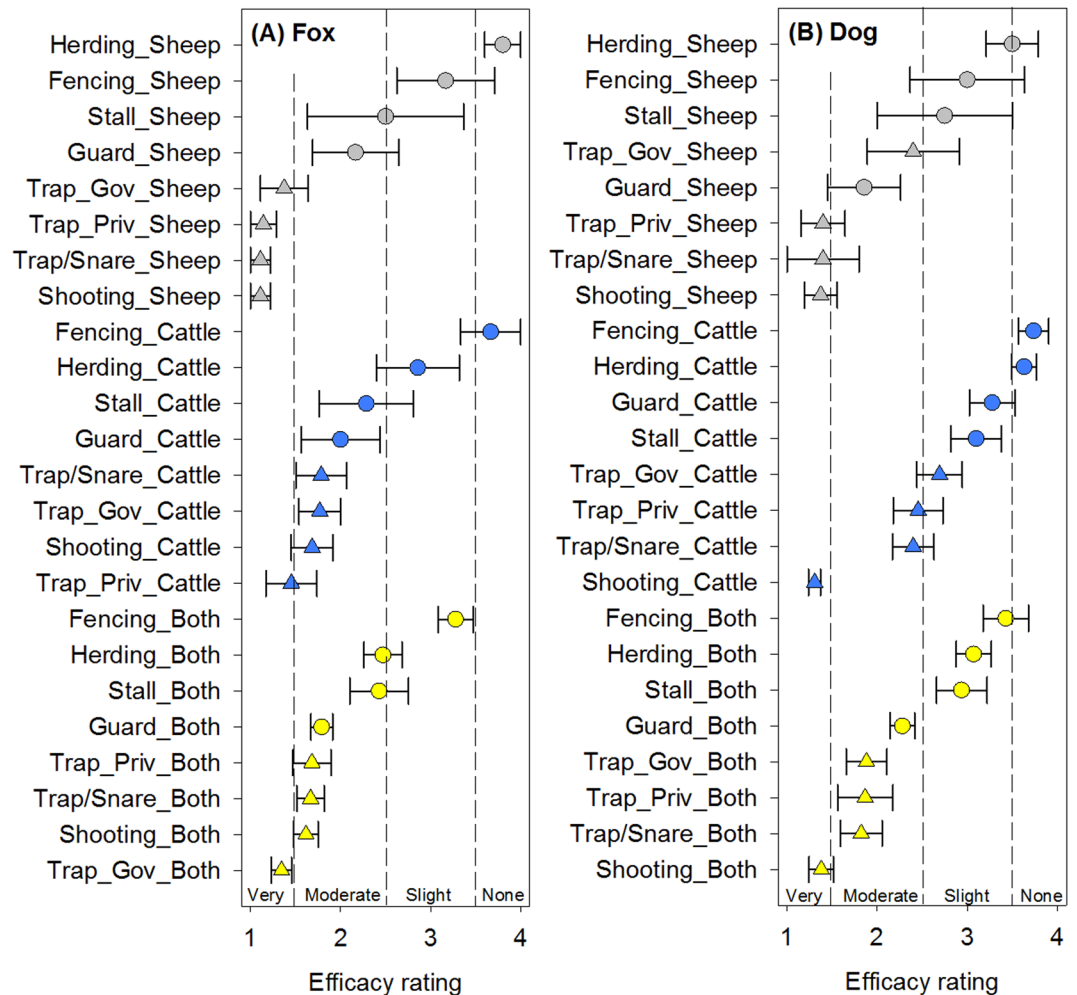 (A) Fox
Herding_Sheep
Fencing_Sheep
Stall_Sheep
Guard_Sheep
Trap_Gov_Sheep
Trap_Priv_Sheep
Trap/Snare_Sheep
Shooting_Sheep
Fencing_Cattle
Herding_Cattle
Stall_Cattle
Guard_Cattle
Trap/Snare_Cattle
Trap_Gov_Cattle
Shooting_Cattle
Trap_Priv_Cattle
Fencing_Both
Herding_Both
Stall_Both
Guard_Both
Trap_Priv_Both
Trap/Snare_Both
Shooting_Both
Trap_Gov_Both
Very Moderate Slight None
1 2 3 4
Efficacy rating
(B) Dog
Herding_Sheep
Fencing_Sheep
Stall_Sheep
Trap_Gov_Sheep
Guard_Sheep
Trap_Priv_Sheep
Trap/Snare_Sheep
Shooting_Sheep
Fencing_Cattle
Herding_Cattle
Guard_Cattle
Stall_Cattle
Trap_Gov_Cattle
Trap_Priv_Cattle
Trap/Snare_Cattle
Shooting_Cattle
Fencing_Both
Herding_Both
Stall_Both
Guard_Both
Trap_Gov_Both
Trap_Priv_Both
Trap/Snare_Both
Shooting_Both
Very Moderate Slight None
1 2 3 4
Efficacy rating